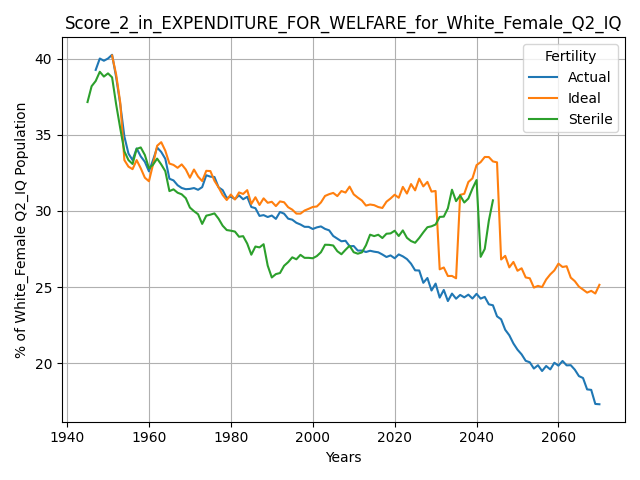 Score_2_in_EXPENDITURE_FOR_WELFARE_for_White_Female_Q2_IQ
% of White_Female Q2_IQ Population
40
35
30
25
20
1940
1960
1980
2000
2020
2040
2060
Years
Fertility
Actual
Ideal
Sterile